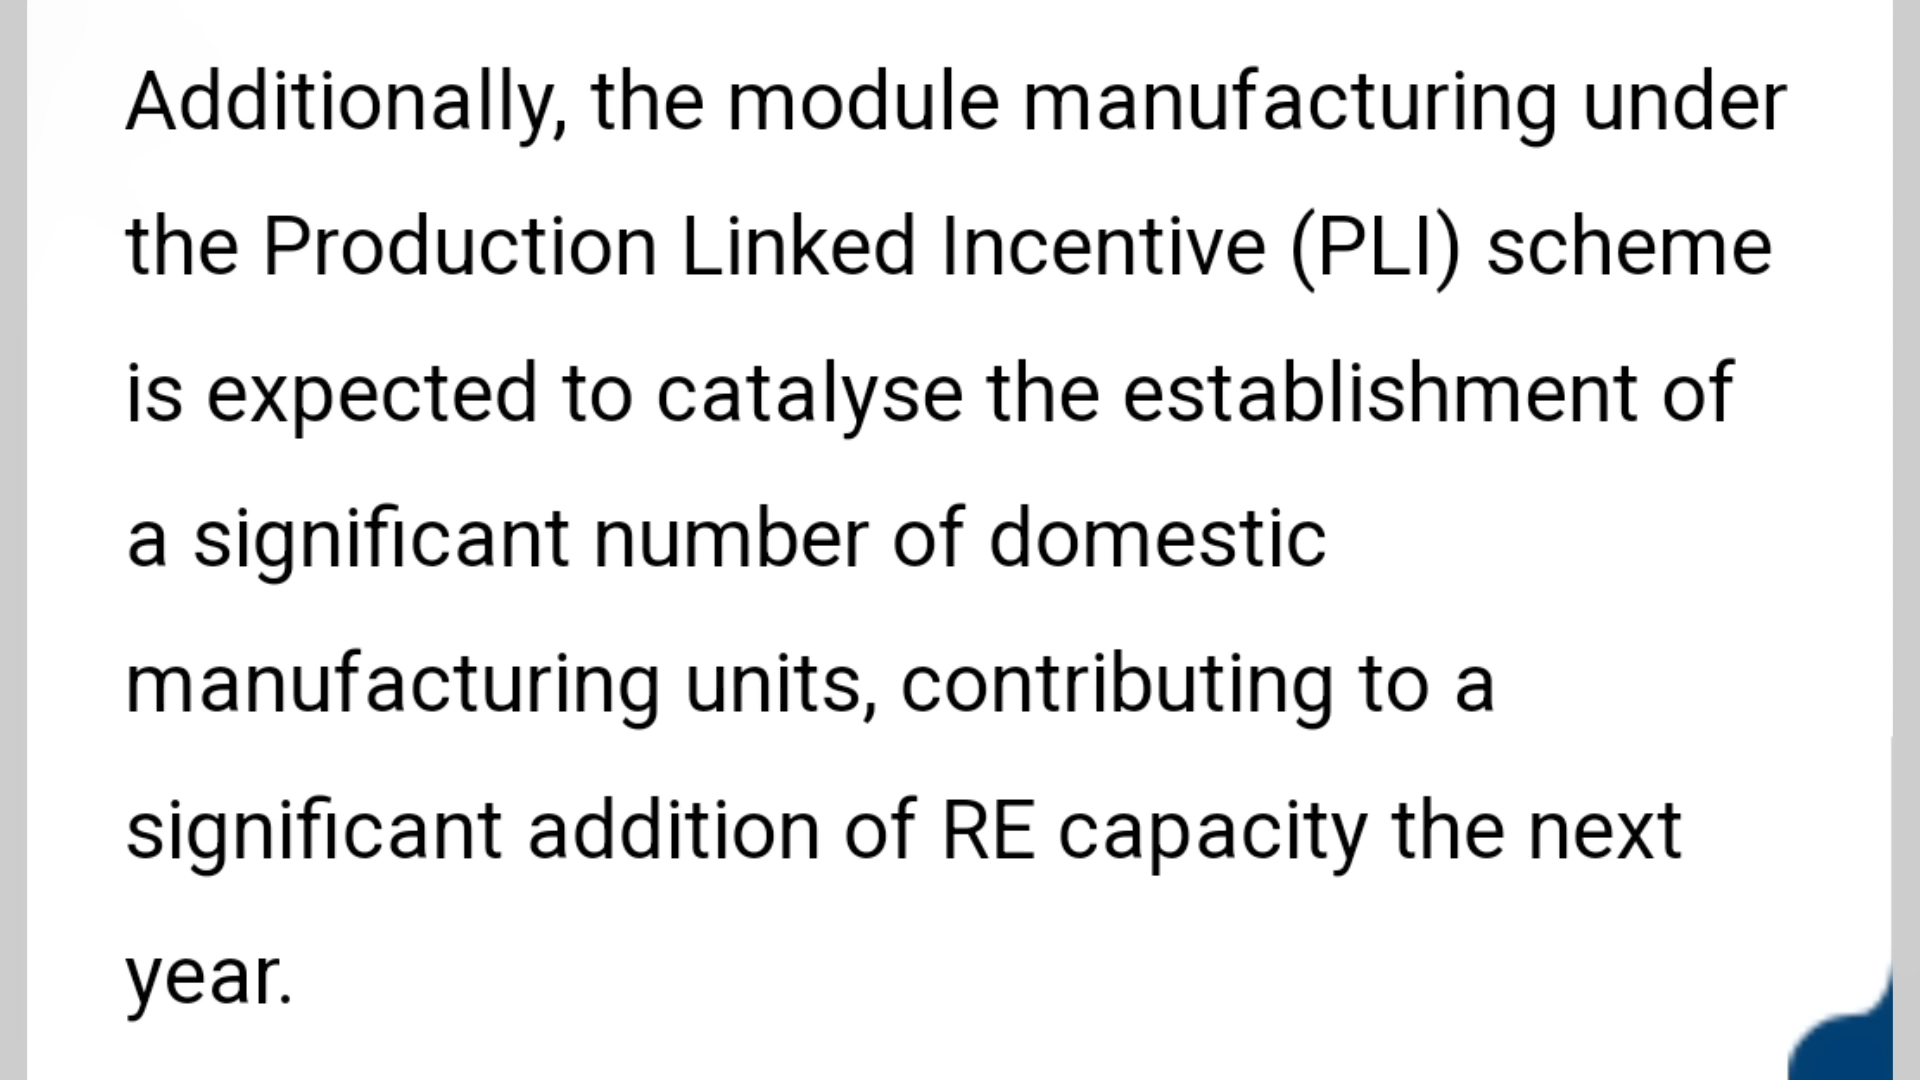 Additionally, the module manufacturing under
the Production Linked Incentive (PLI) scheme
is expected to catalyse the establishment of
a significant number of domestic
manufacturing units, contributing to a
significant addition of RE capacity the next
year.